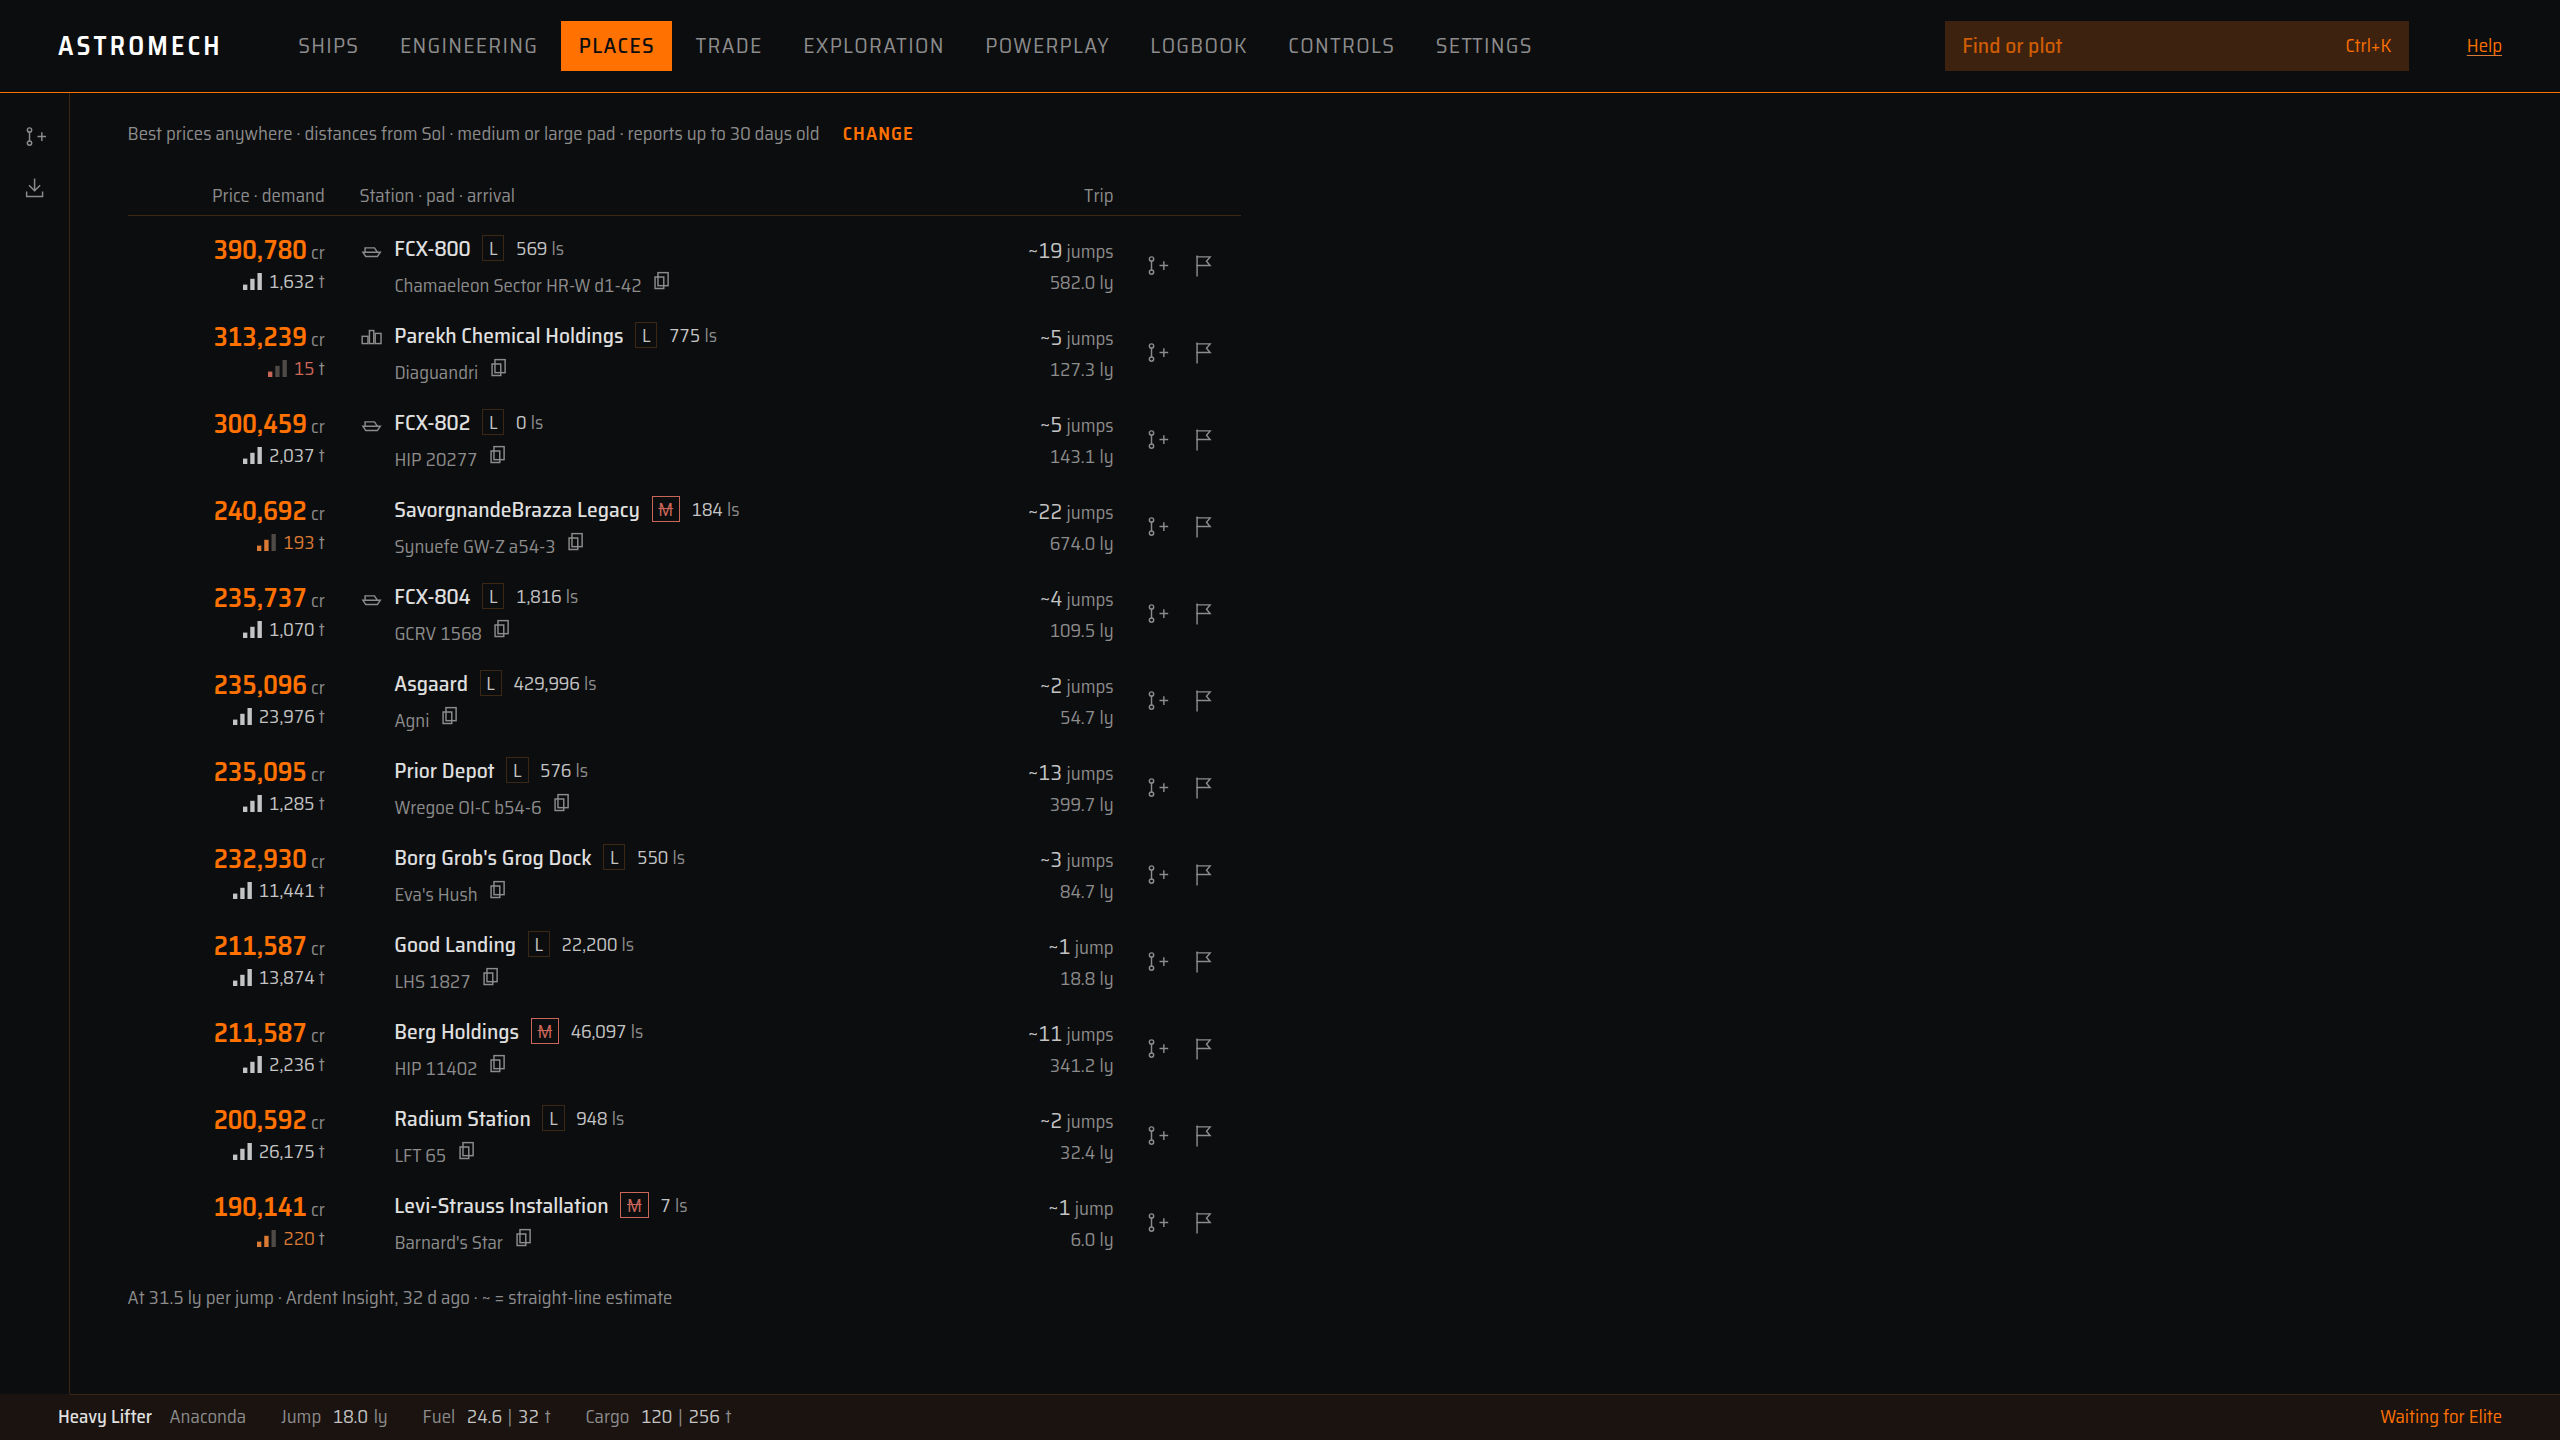 ASTROMECH SHIPS ENGINEERING PLACES TRADE EXPLORATION POWERPLAY LOGBOOK CONTROLS SETTINGS Find or plot Ctrl+K Help
Best prices anywhere · distances from Sol · medium or large pad · reports up to 30 days old CHANGE
Price · demand Station · pad · arrival Trip
390,780 cr FCX-800 L 569 ls ~19 jumps
1,632 t Chamaeleon Sector HR-W d1-42 582.0 ly
313,239 cr Parekh Chemical Holdings L 775 ls ~5 jumps
15 t Diaguandri 127.3 ly
300,459 cr FCX-802 L 0 ls ~5 jumps
2,037 t HIP 20277 143.1 ly
240,692 cr SavorgnandeBrazza Legacy M 184 ls ~22 jumps
193 t Synuefe GW-Z a54-3 674.0 ly
235,737 cr FCX-804 L 1,816 ls ~4 jumps
1,070 t GCRV 1568 109.5 ly
235,096 cr Asgaard L 429,996 ls ~2 jumps
23,976 t Agni 54.7 ly
235,095 cr Prior Depot L 576 ls ~13 jumps
1,285 t Wregoe OI-C b54-6 399.7 ly
232,930 cr Borg Grob's Grog Dock L 550 ls ~3 jumps
11,441 t Eva's Hush 84.7 ly
211,587 cr Good Landing L 22,200 ls ~1 jump
13,874 t LHS 1827 18.8 ly
211,587 cr Berg Holdings M 46,097 ls ~11 jumps
2,236 t HIP 11402 341.2 ly
200,592 cr Radium Station L 948 ls ~2 jumps
26,175 t LFT 65 32.4 ly
190,141 cr Levi-Strauss Installation M 7 ls ~1 jump
220 t Barnard's Star 6.0 ly
At 31.5 ly per jump · Ardent Insight, 32 d ago · ~ = straight-line estimate
Heavy Lifter Anaconda Jump 18.0 ly Fuel 24.6 | 32 t Cargo 120 | 256 t Waiting for Elite